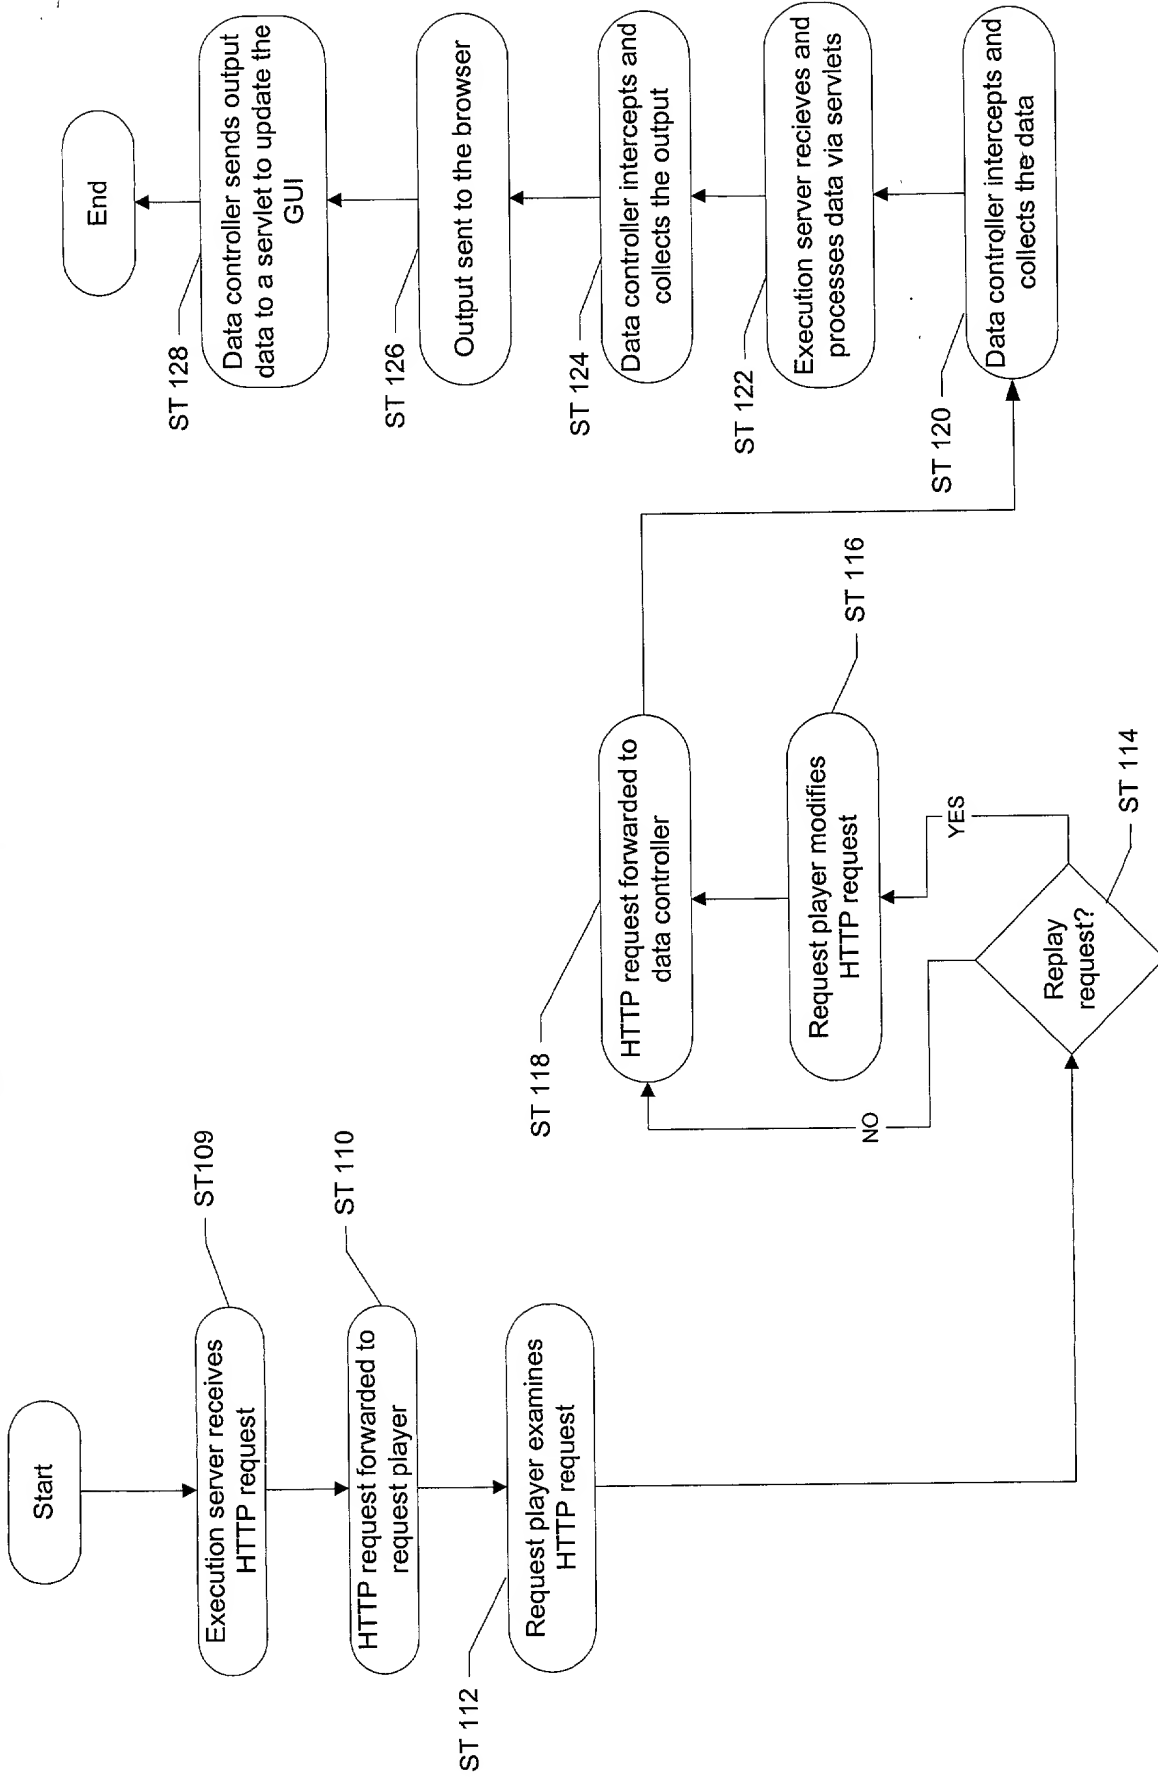 Start
Execution server receives
HTTP request
ST109
HTTP request forwarded to
request player
ST 110
Request player examines
HTTP request
ST 112
Replay
request?
ST 114
YES
NO
Request player modifies
HTTP request
ST 116
HTTP request forwarded to
data controller
ST 118
Data controller intercepts and
collects the data
ST 120
Execution server recieves and
processes data via servlets
ST 122
Data controller intercepts and
collects the output
ST 124
Output sent to the browser
ST 126
Data controller sends output
data to a servlet to update the
GUI
ST 128
End